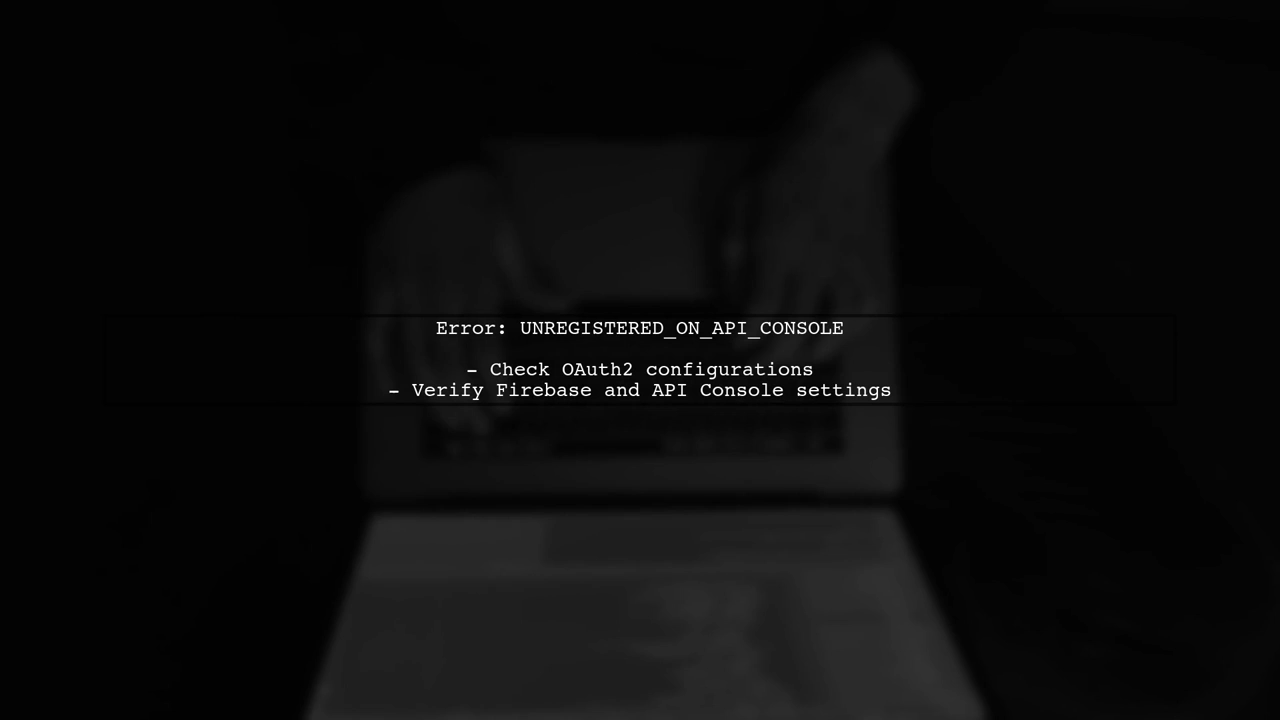 Error: UNREGISTERED_ON_API_CONSOLE
- Check OAuth2 configurations
- Verify Firebase and API Console settings